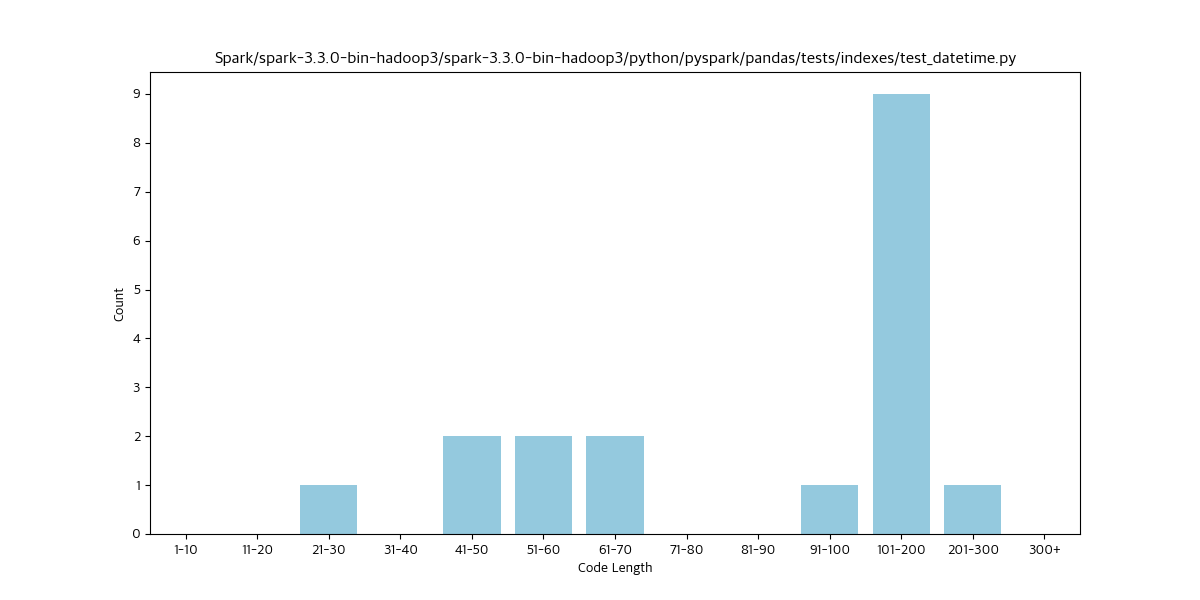 Spark/spark-3.3.0-bin-hadoop3/spark-3.3.0-bin-hadoop3/python/pyspark/pandas/tests/indexes/test_datetime.py
9
8
7
6
5
4
3
2
1
0
Count
1-10 11-20 21-30 31-40 41-50 51-60 61-70 71-80 81-90 91-100 101-200 201-300 300+
Code Length